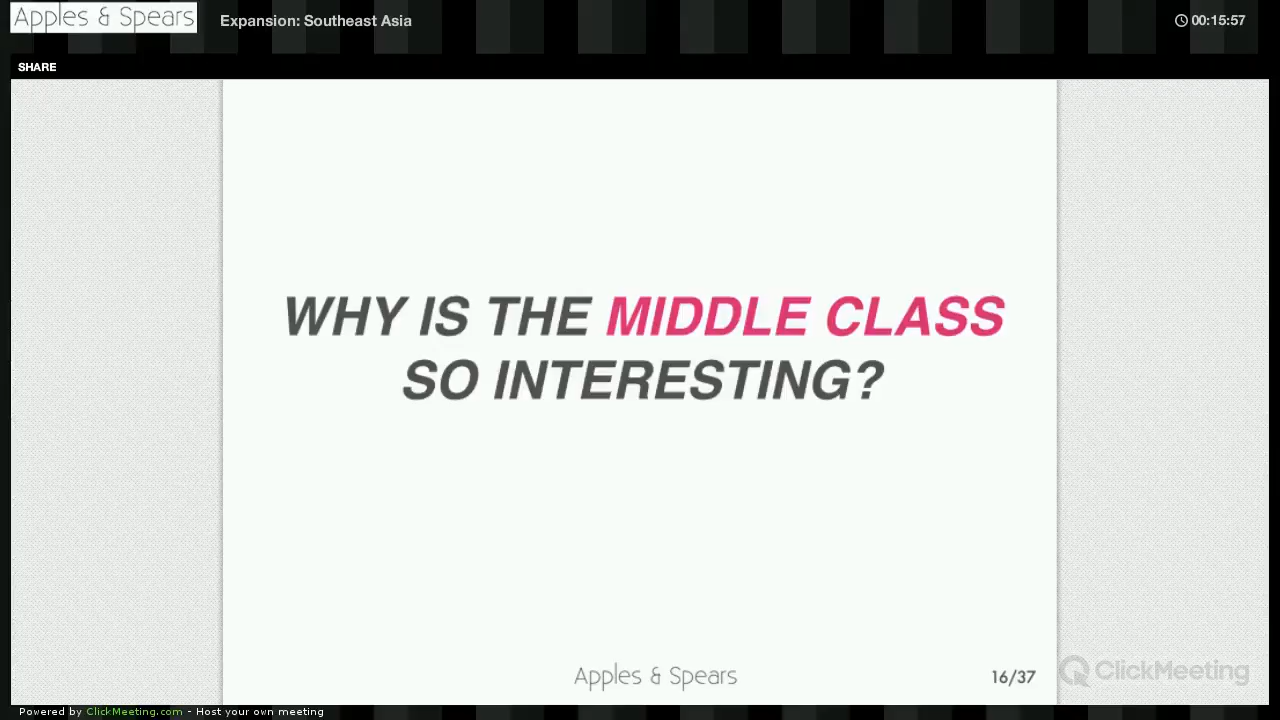 Apples & Spears
Expansion: Southeast Asia
00:15:57
SHARE
WHY IS THE MIDDLE CLASS
SO INTERESTING?
Apples & Spears
16/37
ClickMeeting
Powered by ClickMeeting.com - Host your own meeting